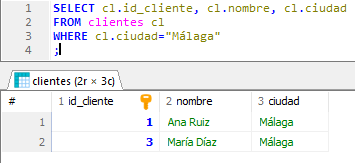 1 SELECT cl.id_cliente, cl.nombre, cl.ciudad
2 FROM clientes cl
3 WHERE cl.ciudad="Málaga"
4 ;
clientes (2r × 3c)
# 1 id_cliente 2 nombre 3 ciudad
1 1 Ana Ruiz Málaga
2 3 María Díaz Málaga